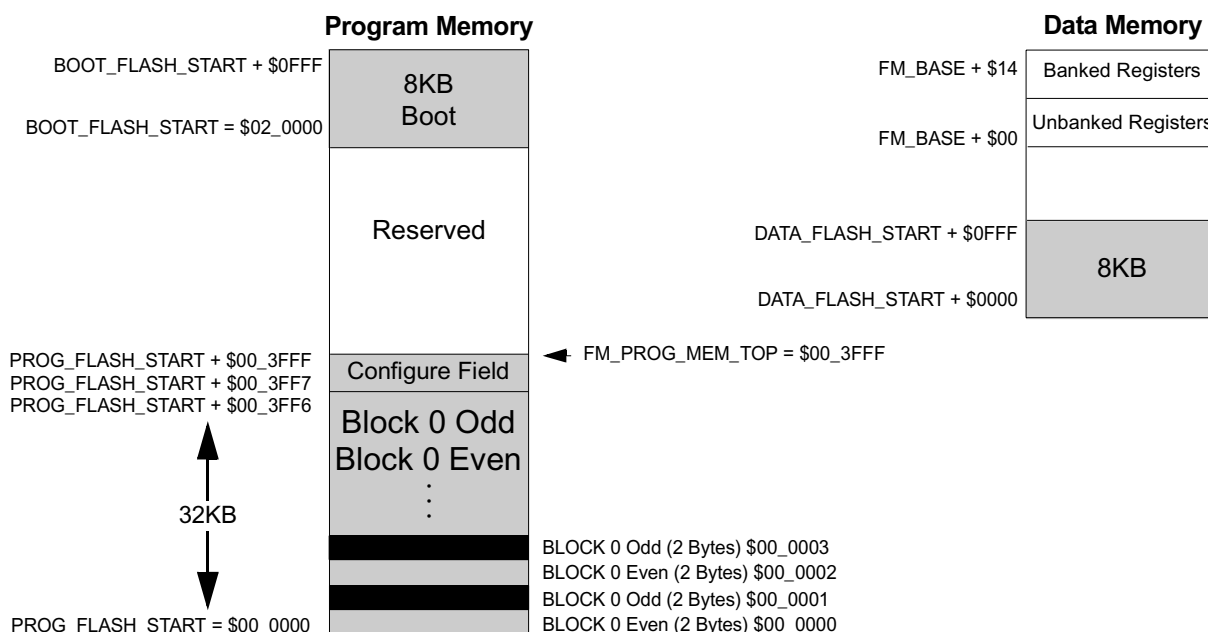 Program Memory
BOOT_FLASH_START + $0FFF
8KB
Boot
BOOT_FLASH_START = $02_0000
Reserved
PROG_FLASH_START + $00_3FFF
PROG_FLASH_START + $00_3FF7
PROG_FLASH_START + $00_3FF6
Configure Field
FM_PROG_MEM_TOP = $00_3FFF
Block 0 Odd
Block 0 Even
32KB
BLOCK 0 Odd (2 Bytes) $00_0003
BLOCK 0 Even (2 Bytes) $00_0002
BLOCK 0 Odd (2 Bytes) $00_0001
BLOCK 0 Even (2 Bytes) $00_0000
PROG_FLASH_START = $00_0000
Data Memory
FM_BASE + $14
Banked Registers
Unbanked Registers
FM_BASE + $00
DATA_FLASH_START + $0FFF
8KB
DATA_FLASH_START + $0000